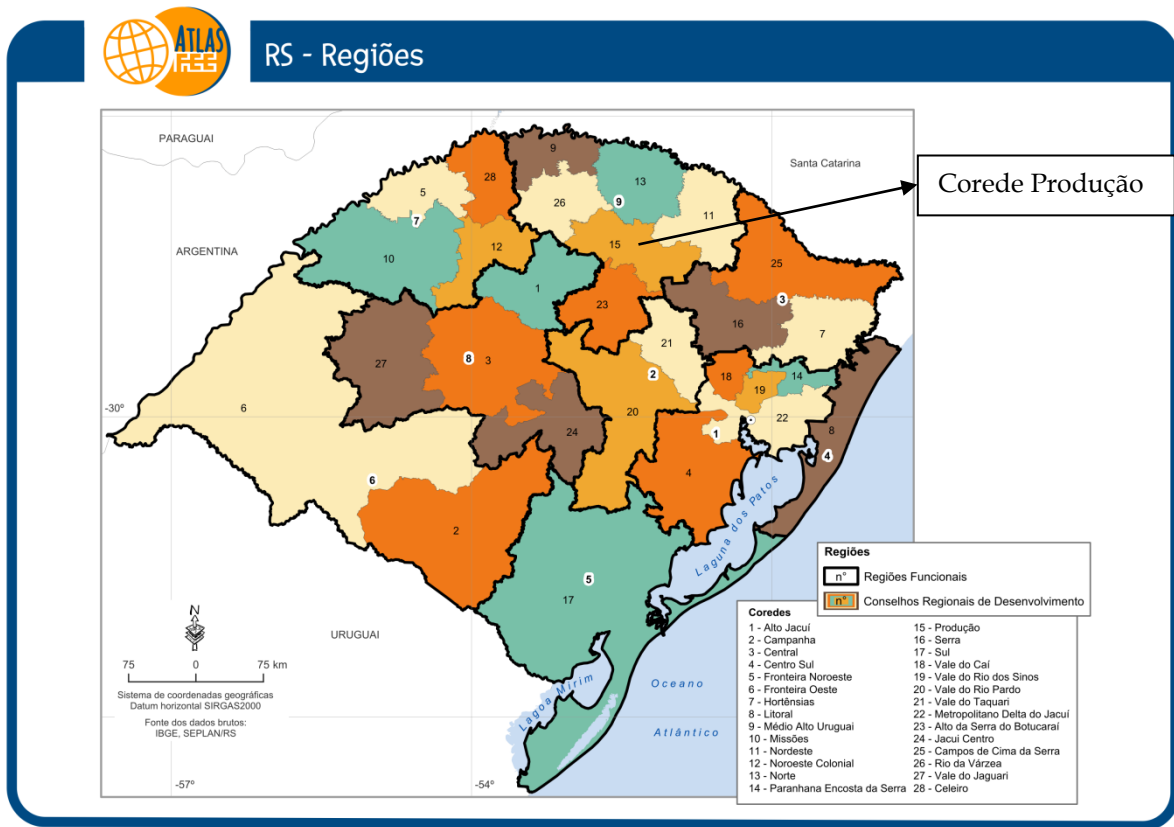 ATLAS
FEE
RS - Regiões
PARAGUAI
Santa Catarina
Corede Produção
ARGENTINA
URUGUAI
9
28
13
5
26
9
11
7
15
12
10
25
1
23
3
16
7
21
27
8
3
2
18
14
19
-30º
6
20
22
24
1
8
4
4
6
2
5
17
Laguna dos Patos
Lagoa Mirim
Oceano
Atlântico
N
75 0 75 km
Sistema de coordenadas geográficas
Datum horizontal SIRGAS2000
Fonte dos dados brutos:
IBGE, SEPLAN/RS
-57º
-54º
Regiões
nº Regiões Funcionais
nº Conselhos Regionais de Desenvolvimento
Coredes
1 - Alto Jacuí
2 - Campanha
3 - Central
4 - Centro Sul
5 - Fronteira Noroeste
6 - Fronteira Oeste
7 - Hortênsias
8 - Litoral
9 - Médio Alto Uruguai
10 - Missões
11 - Nordeste
12 - Noroeste Colonial
13 - Norte
14 - Paranhana Encosta da Serra
15 - Produção
16 - Serra
17 - Sul
18 - Vale do Caí
19 - Vale do Rio dos Sinos
20 - Vale do Rio Pardo
21 - Vale do Taquari
22 - Metropolitano Delta do Jacuí
23 - Alto da Serra do Botucaraí
24 - Jacui Centro
25 - Campos de Cima da Serra
26 - Rio da Várzea
27 - Vale do Jaguari
28 - Celeiro